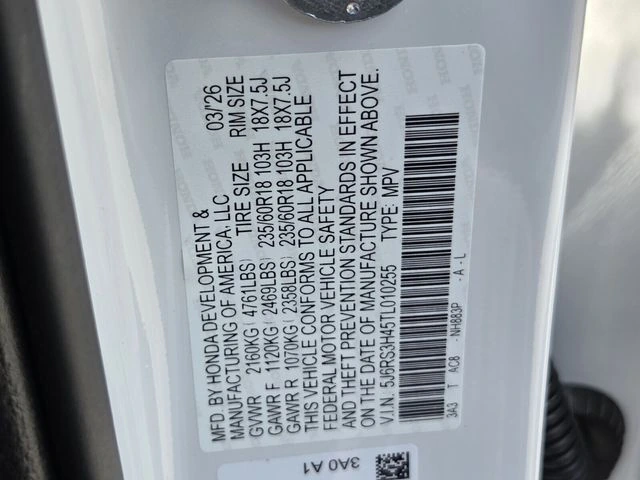 MFD. BY HONDA DEVELOPMENT & 03/'26
MANUFACTURING OF AMERICA, LLC
TIRE SIZE RIM SIZE
GVWR 2160KG ( 4761LBS)
GAWR F 1120KG ( 2469LBS) 235/60R18 103H 18X7.5J
GAWR R 1070KG ( 2358LBS) 235/60R18 103H 18X7.5J
THIS VEHICLE CONFORMS TO ALL APPLICABLE
FEDERAL MOTOR VEHICLE SAFETY
AND THEFT PREVENTION STANDARDS IN EFFECT
ON THE DATE OF MANUFACTURE SHOWN ABOVE.
V.I.N. 5J6RS3H45TL010255 TYPE: MPV
3A3 T AC8 NH883P - A - L
3A0 A1